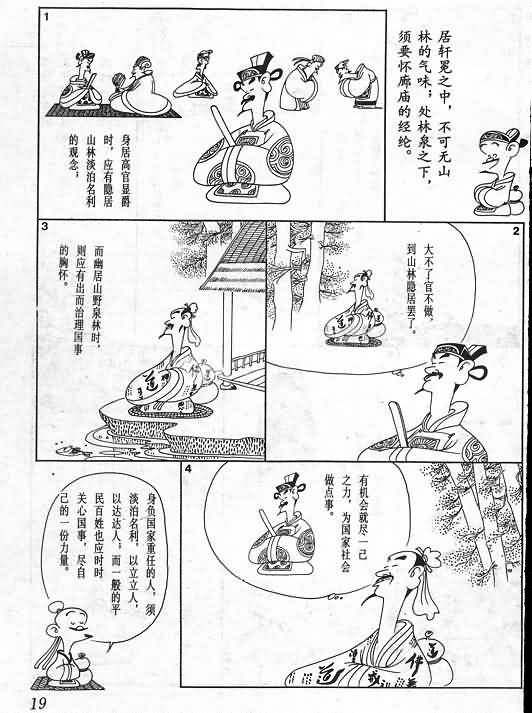 居轩冕之中，不可无山
林的气味；处林泉之下，
须要怀廊庙的经纶。
1
身居高官显爵
时，应有隐居
山林淡泊名利
的观念；
2
大不了官不做，
到山林隐居罢了。
3
而幽居山野泉林时，
则应有出而治理国事
的胸怀。
4
有机会就尽一己
之力，为国家社会
做点事。
身负国家重任的人，须
淡泊名利，以立立人，
以达达人；而一般的平
民百姓也应时时
关心国事，尽自
己的一份力量。
19